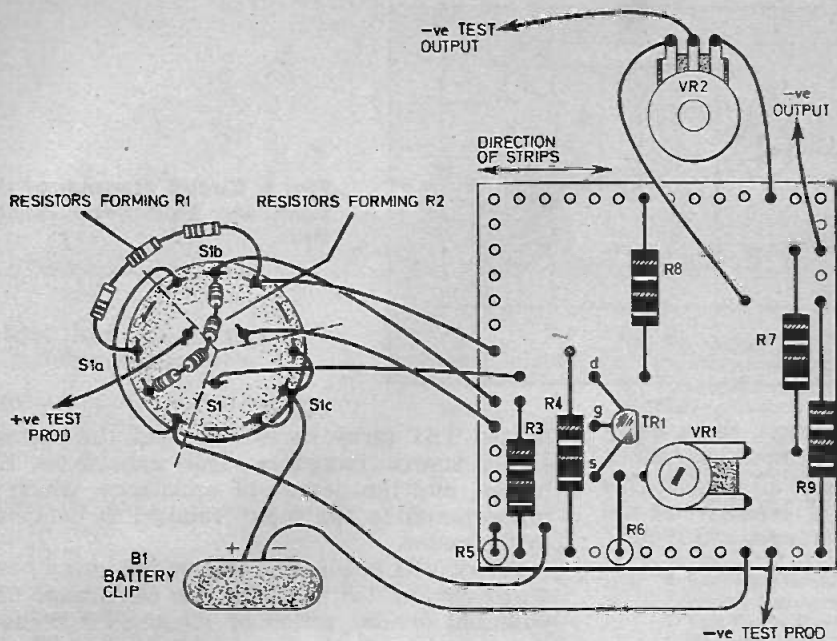 -ve TEST
OUTPUT
VR2
-ve
OUTPUT
DIRECTION
OF STRIPS
RESISTORS FORMING R1
RESISTORS FORMING R2
S1b
R8
R7
S1a
d
S1
S1c
g
TR1
R4
R3
VR1
+ve TEST
PROD
s
R9
R6
R5
+ −
B1
BATTERY
CLIP
-ve TEST PROD